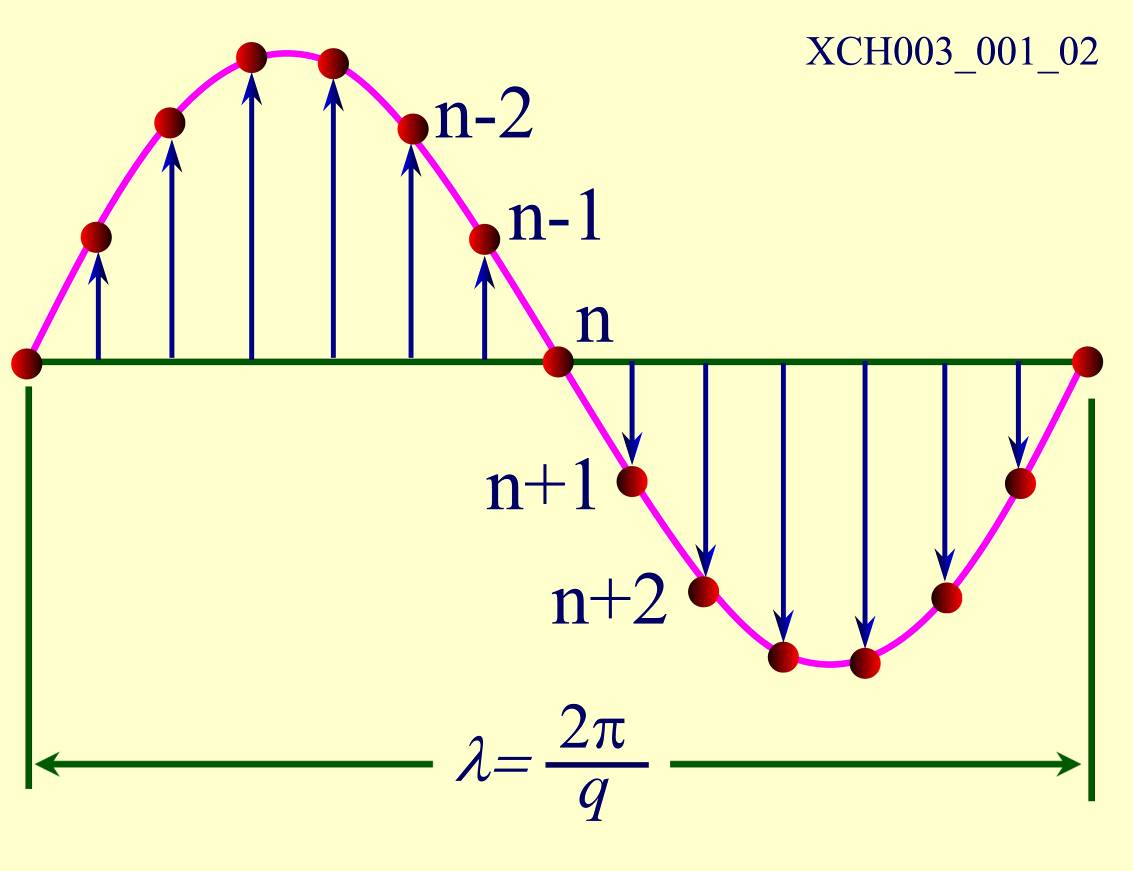 XCH003_001_02
n-2
n-1
n
n+1
n+2
λ= 2π
q